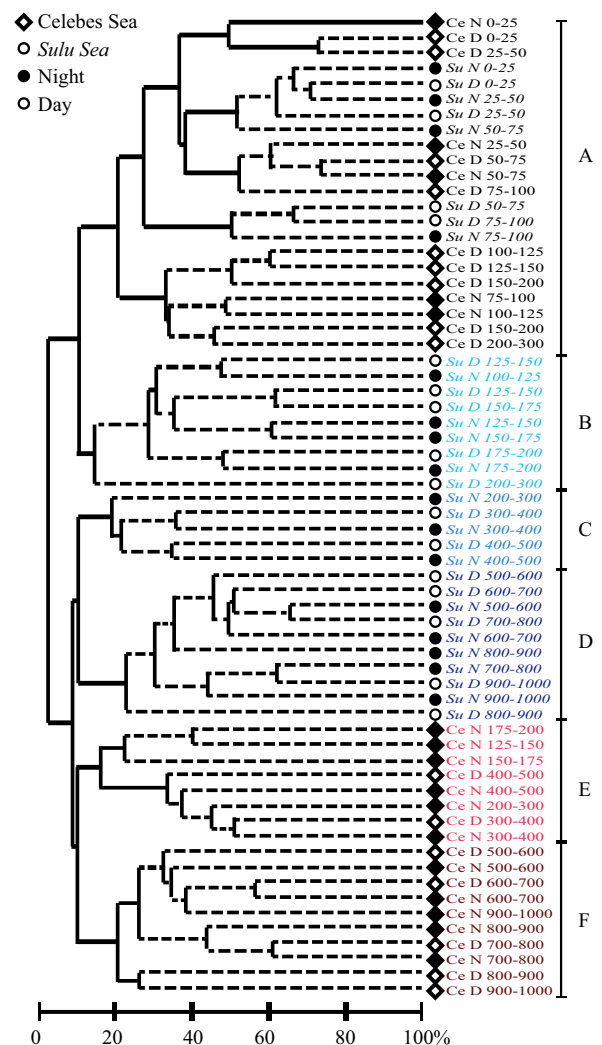 Celebes Sea
Sulu Sea
Night
Day
Ce N 0-25
Ce D 0-25
Ce D 25-50
Su N 0-25
Su D 0-25
Su N 25-50
Su D 25-50
Su N 50-75
Ce N 25-50
Ce D 50-75
Ce N 50-75
Ce D 75-100
Su D 50-75
Su D 75-100
Su N 75-100
Ce D 100-125
Ce D 125-150
Ce D 150-200
Ce N 75-100
Ce N 100-125
Ce D 150-200
Ce D 200-300
A
Su D 125-150
Su N 100-125
Su D 125-150
Su D 150-175
Su N 125-150
Su N 150-175
Su D 175-200
Su N 175-200
Su D 200-300
B
Su N 200-300
Su D 300-400
Su N 300-400
Su D 400-500
Su N 400-500
C
Su D 500-600
Su D 600-700
Su N 500-600
Su D 700-800
Su N 600-700
Su N 800-900
Su N 700-800
Su D 900-1000
Su N 900-1000
Su D 800-900
D
Ce N 175-200
Ce N 125-150
Ce N 150-175
Ce D 400-500
Ce N 400-500
Ce N 200-300
Ce D 300-400
Ce N 300-400
E
Ce D 500-600
Ce N 500-600
Ce D 600-700
Ce N 600-700
Ce N 900-1000
Ce N 800-900
Ce D 700-800
Ce N 700-800
Ce D 800-900
Ce D 900-1000
F
0 20 40 60 80 100%